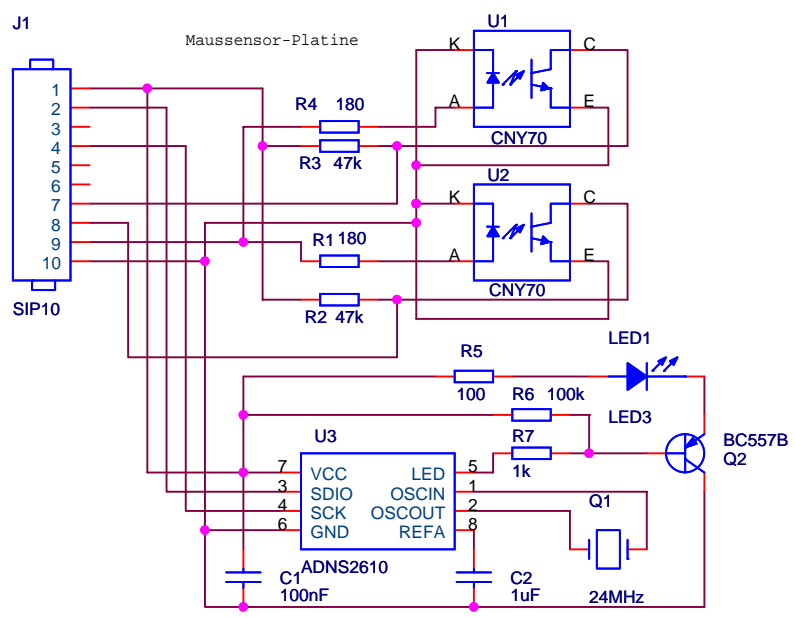 J1
Maussensor-Platine
U1
1
2
3
4
5
6
7
8
9
10
SIP10
K
C
A
E
CNY70
R4 180
R3 47k
U2
K
C
A
E
CNY70
R1 180
R2 47k
LED1
R5
100
R6 100k
LED3
R7
1k
BC557B
Q2
U3
7 VCC LED 5
3 SDIO OSCIN 1
4 SCK OSCOUT 2
6 GND REFA 8
ADNS2610
Q1
24MHz
C1
100nF
C2
1uF